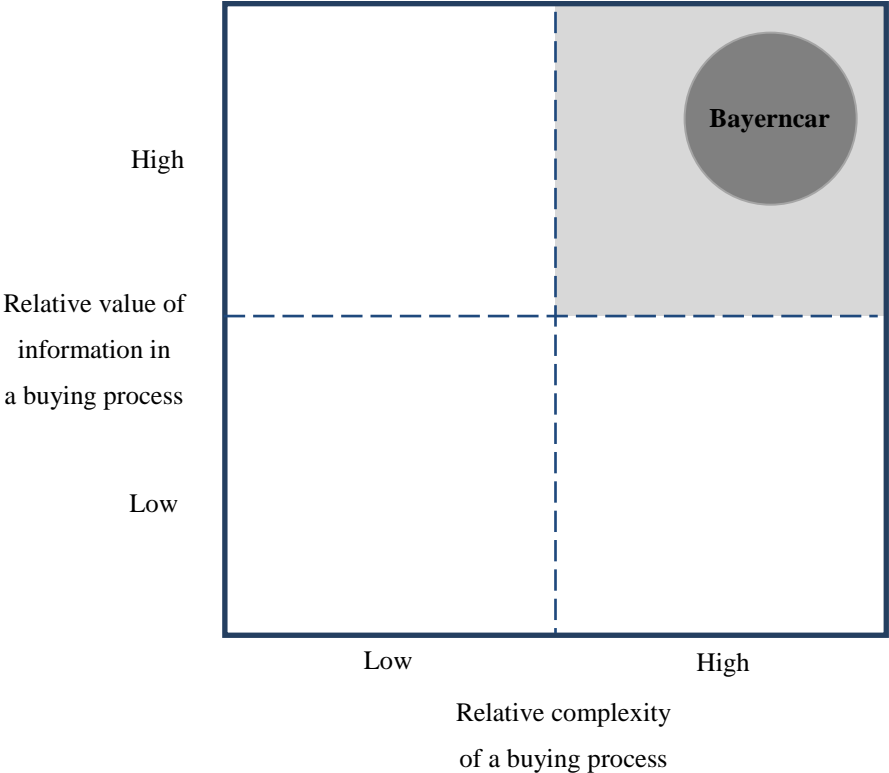 Bayerncar
High
Relative value of
information in
a buying process
Low
Low
High
Relative complexity
of a buying process